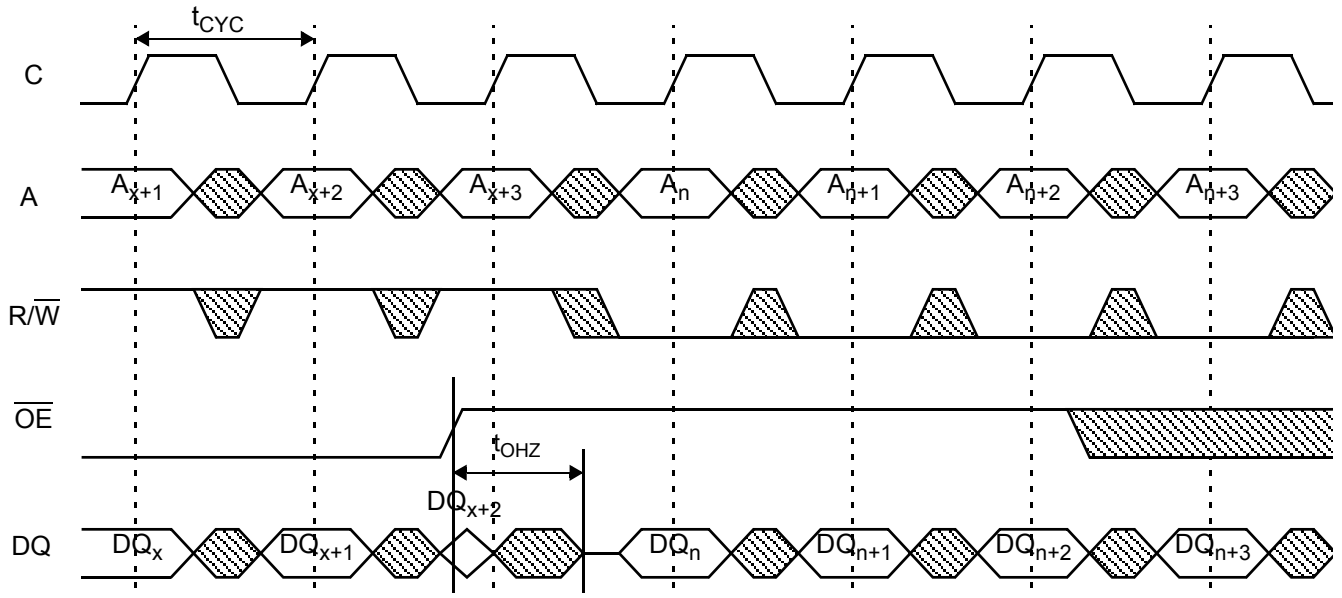 tCYC
C
A Ax+1 Ax+2 Ax+3 An An+1 An+2 An+3
R/W̅
O̅E̅
tOHZ
DQx+2
DQ DQx DQx+1 DQn DQn+1 DQn+2 DQn+3